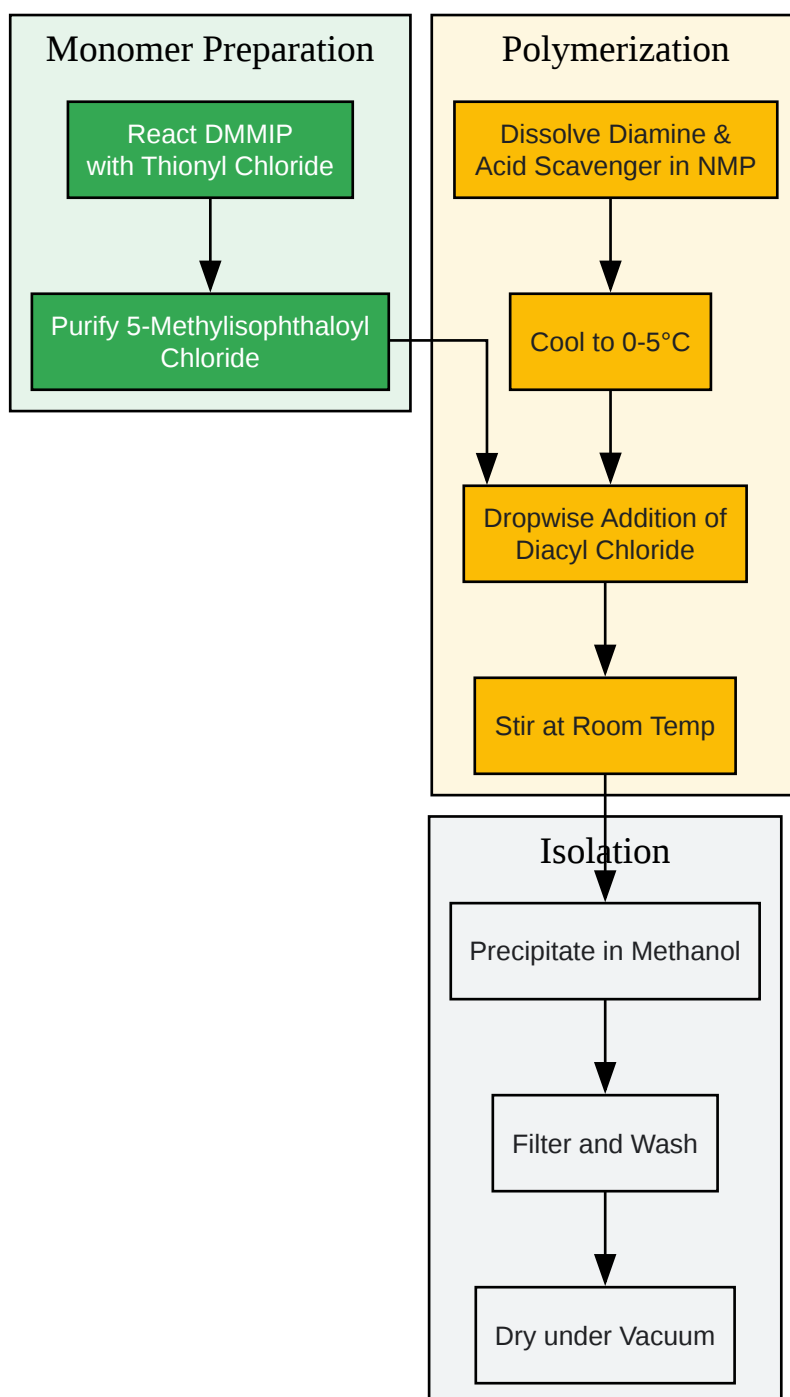 Monomer Preparation
React DMMIP
with Thionyl Chloride
Purify 5-Methylisophthaloyl
Chloride
Polymerization
Dissolve Diamine &
Acid Scavenger in NMP
Cool to 0-5°C
Dropwise Addition of
Diacyl Chloride
Stir at Room Temp
Isolation
Precipitate in Methanol
Filter and Wash
Dry under Vacuum